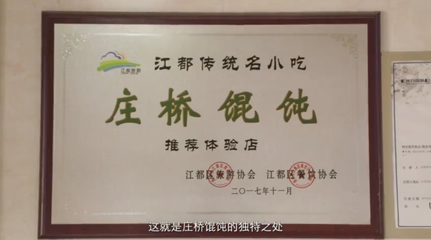 江都传统名小吃
庄桥馄饨
推荐体验店
江都区旅游协会 江都区餐饮协会
二〇一七年十一月
这就是庄桥馄饨的独特之处